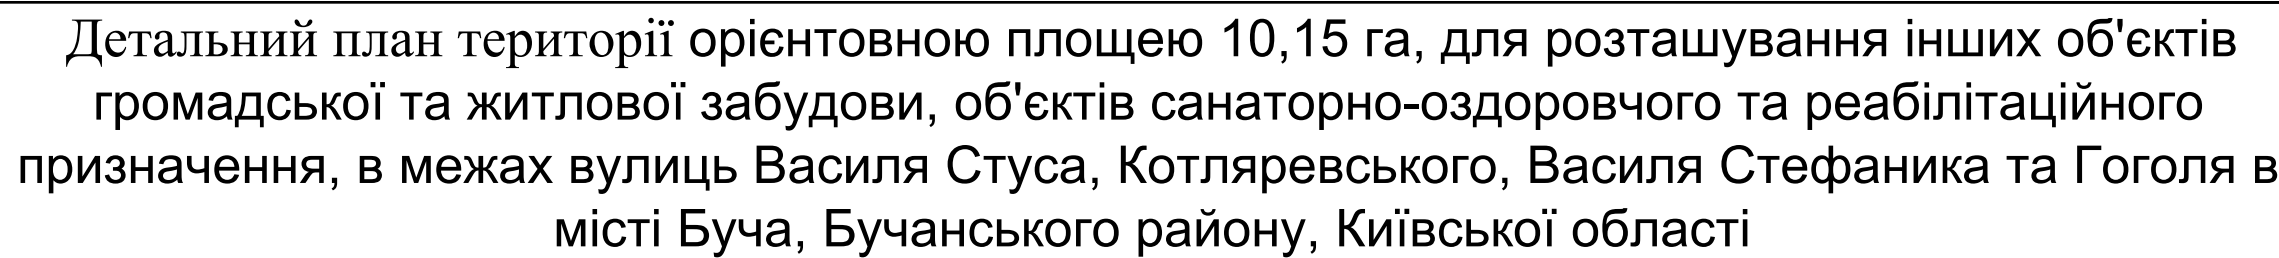 Детальний план території орієнтовною площею 10,15 га, для розташування інших об'єктів
громадської та житлової забудови, об'єктів санаторно-оздоровчого та реабілітаційного
призначення, в межах вулиць Василя Стуса, Котляревського, Василя Стефаника та Гоголя в
місті Буча, Бучанського району, Київської області